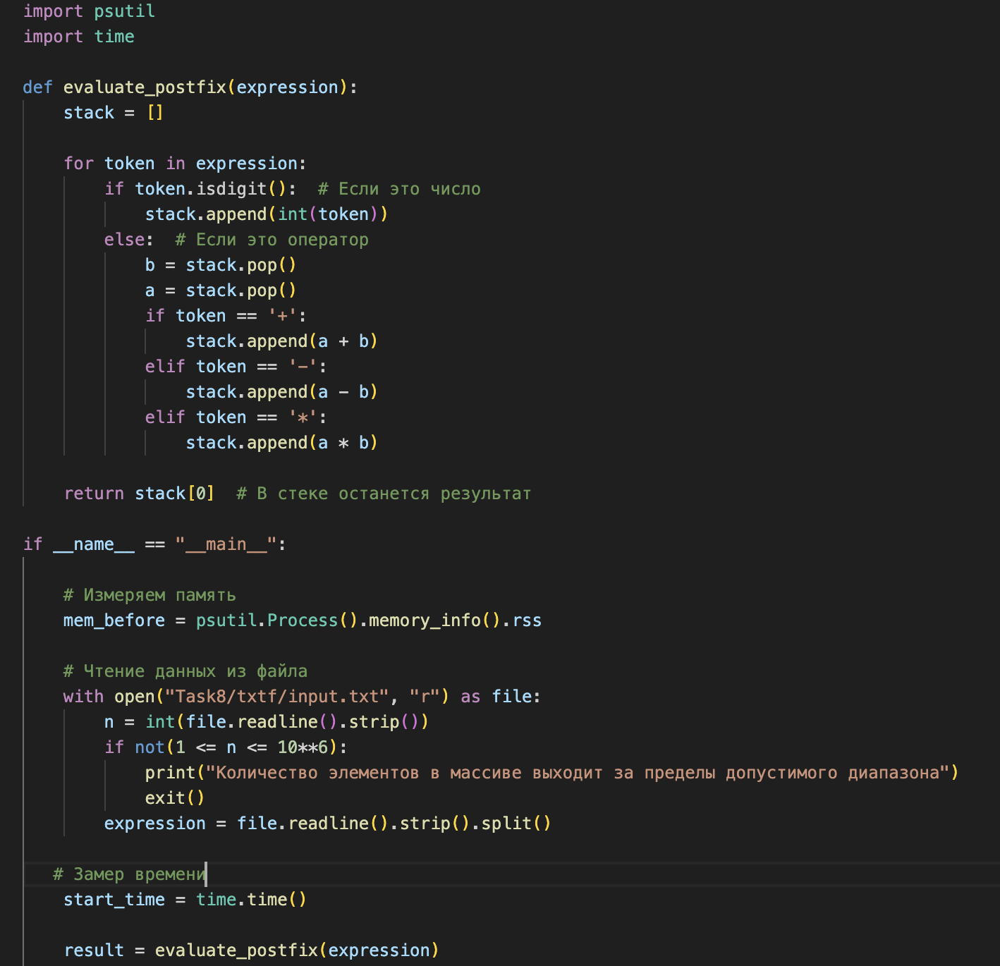 import psutil
import time
def evaluate_postfix(expression):
    stack = []
    for token in expression:
        if token.isdigit():  # Если это число
            stack.append(int(token))
        else:  # Если это оператор
            b = stack.pop()
            a = stack.pop()
            if token == '+':
                stack.append(a + b)
            elif token == '-':
                stack.append(a - b)
            elif token == '*':
                stack.append(a * b)
    return stack[0]  # В стеке останется результат
if __name__ == "__main__":
    # Измеряем память
    mem_before = psutil.Process().memory_info().rss
    # Чтение данных из файла
    with open("Task8/txtf/input.txt", "r") as file:
        n = int(file.readline().strip())
        if not(1 <= n <= 10**6):
            print("Количество элементов в массиве выходит за пределы допустимого диапазона")
            exit()
        expression = file.readline().strip().split()
   # Замер времени
    start_time = time.time()
    result = evaluate_postfix(expression)